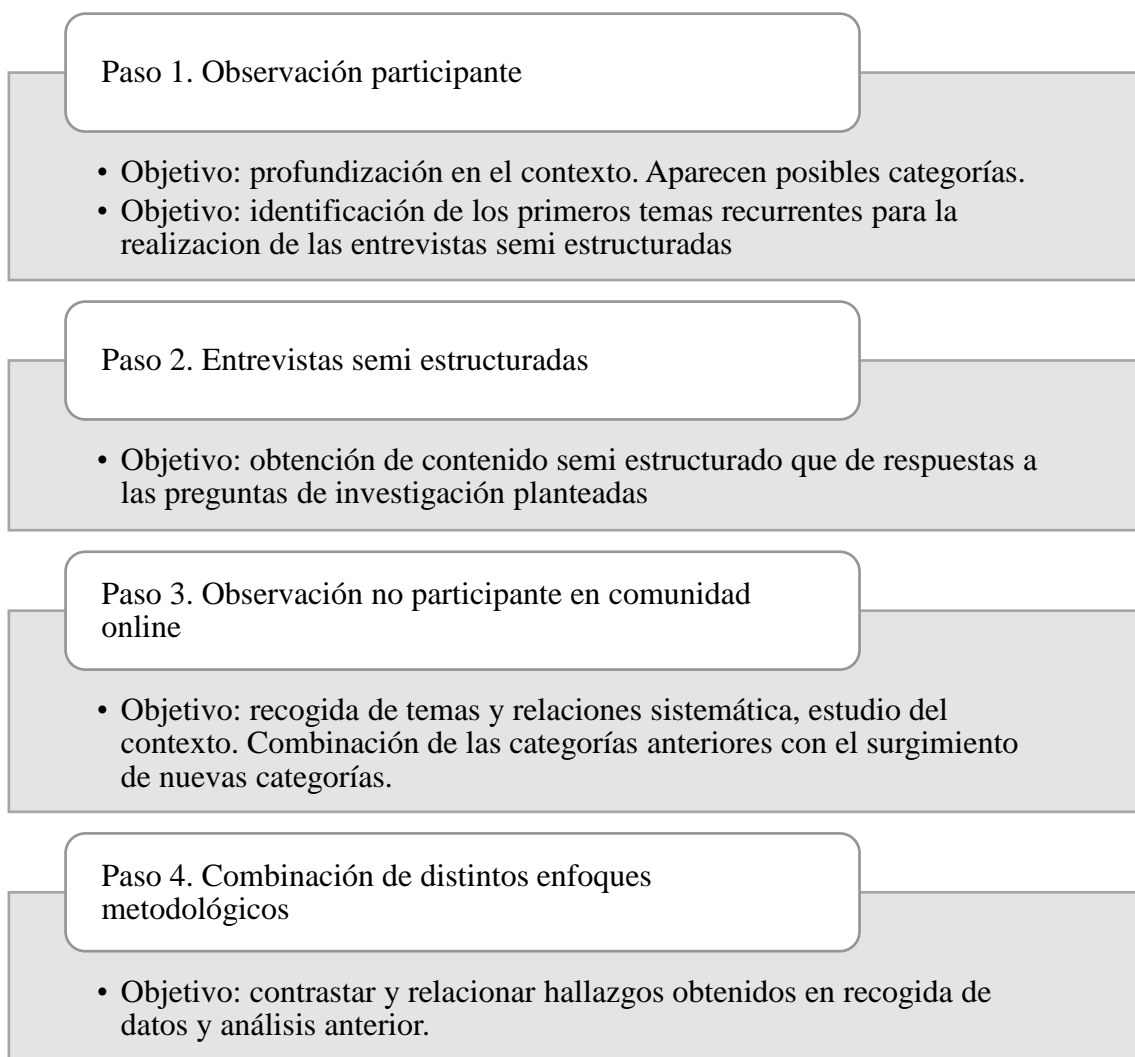 Paso 1. Observación participante
• Objetivo: profundización en el contexto. Aparecen posibles categorías.
• Objetivo: identificación de los primeros temas recurrentes para la
realizacion de las entrevistas semi estructuradas
Paso 2. Entrevistas semi estructuradas
• Objetivo: obtención de contenido semi estructurado que de respuestas a
las preguntas de investigación planteadas
Paso 3. Observación no participante en comunidad
online
• Objetivo: recogida de temas y relaciones sistemática, estudio del
contexto. Combinación de las categorías anteriores con el surgimiento
de nuevas categorías.
Paso 4. Combinación de distintos enfoques
metodológicos
• Objetivo: contrastar y relacionar hallazgos obtenidos en recogida de
datos y análisis anterior.